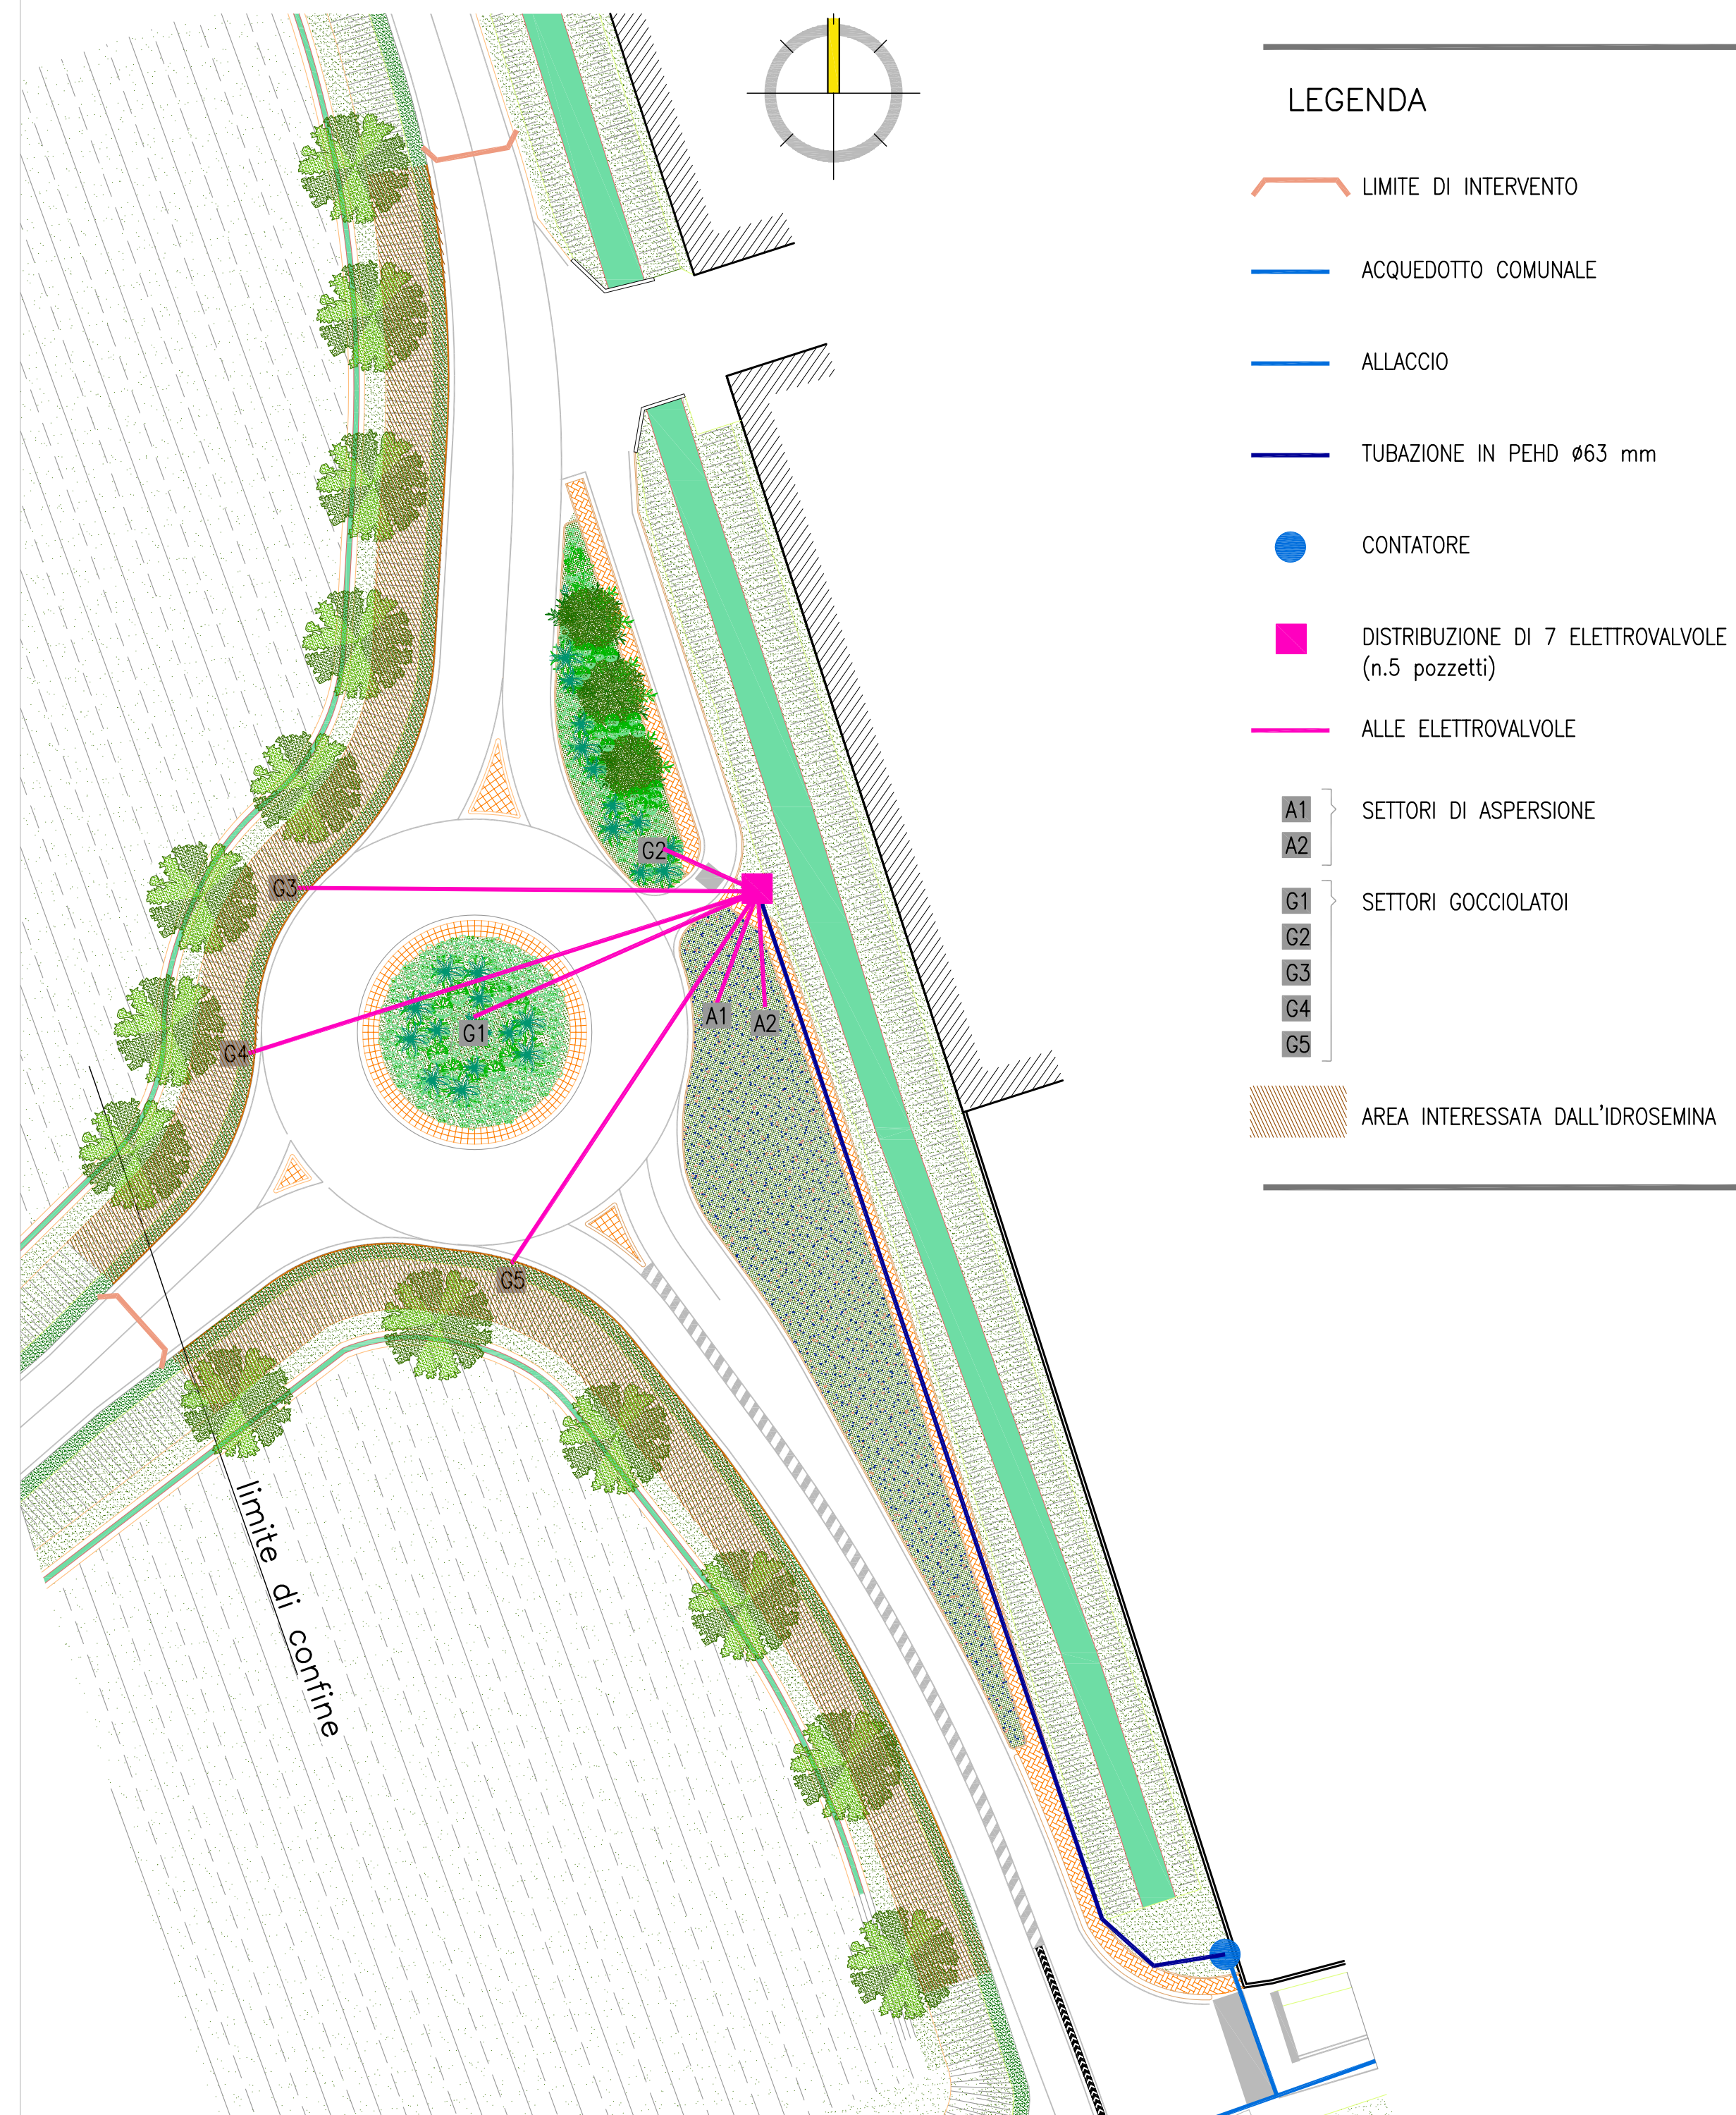 LEGENDA
LIMITE DI INTERVENTO
ACQUEDOTTO COMUNALE
ALLACCIO
TUBAZIONE IN PEHD Ø63 mm
CONTATORE
DISTRIBUZIONE DI 7 ELETTROVALVOLE
(n.5 pozzetti)
ALLE ELETTROVALVOLE
A1
SETTORI DI ASPERSIONE
A2
G1
SETTORI GOCCIOLATOI
G2
G3
G4
G5
AREA INTERESSATA DALL'IDROSEMINA
G2
G3
A1
A2
G1
G4
G5
limite di confine